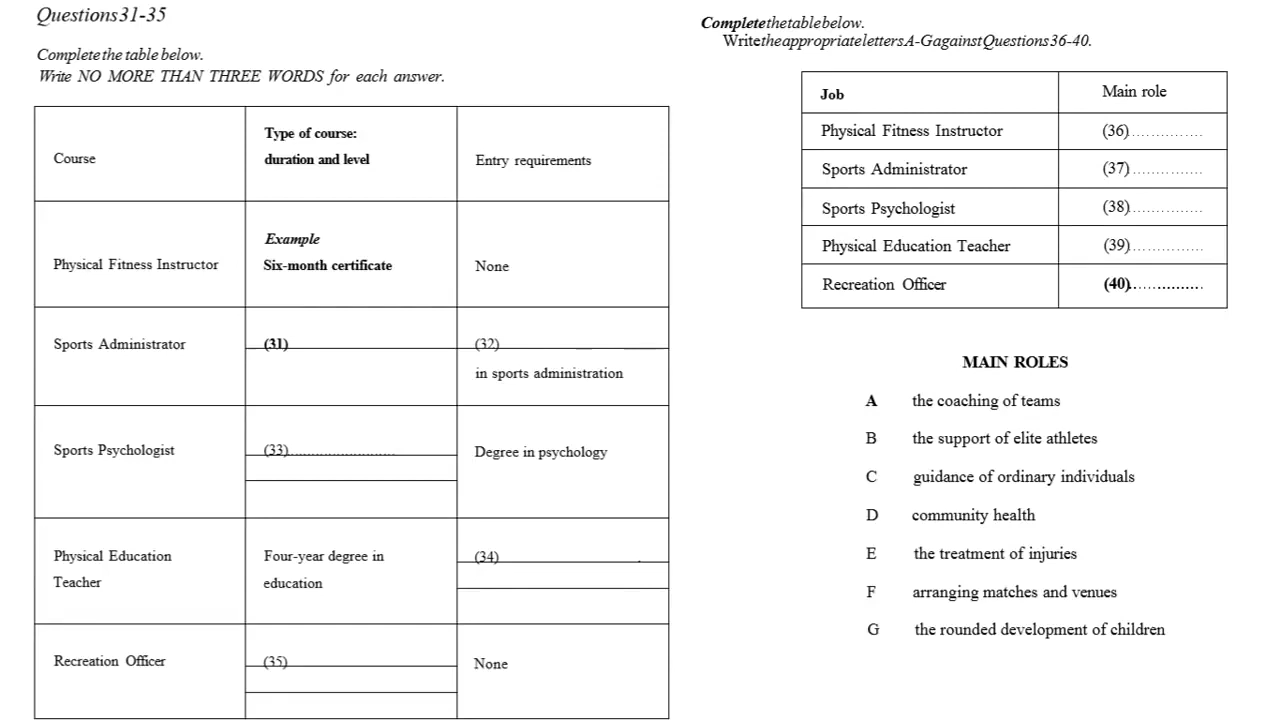 Questions 31-35
Complete the table below.
Write NO MORE THAN THREE WORDS for each answer.
Course
Type of course:
duration and level
Entry requirements
Physical Fitness Instructor
Example
Six-month certificate
None
Sports Administrator
(31)
(32)
in sports administration
Sports Psychologist
(33)..........................
Degree in psychology
Physical Education
Teacher
Four-year degree in
education
(34)
Recreation Officer
(35)
None
Completethetablebelow.
WritetheappropriatelettersA-GagainstQuestions36-40.
Job
Main role
Physical Fitness Instructor
(36)...............
Sports Administrator
(37)...............
Sports Psychologist
(38)...............
Physical Education Teacher
(39)...............
Recreation Officer
(40)...............
MAIN ROLES
A the coaching of teams
B the support of elite athletes
C guidance of ordinary individuals
D community health
E the treatment of injuries
F arranging matches and venues
G the rounded development of children